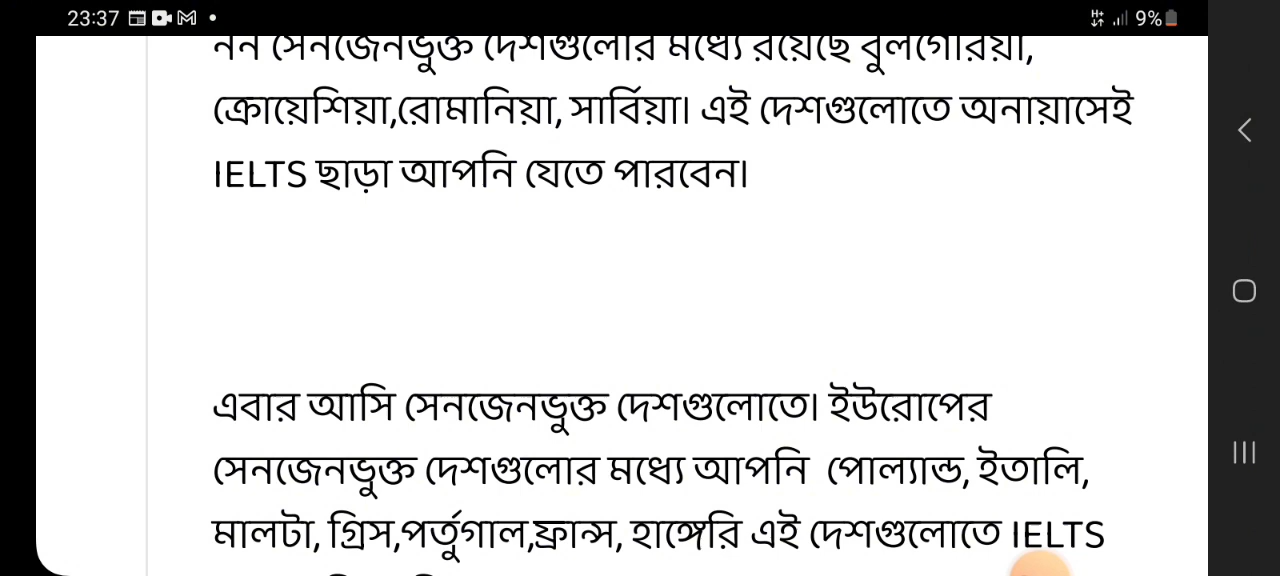 23:37
9%
নন সেনজেনভুক্ত দেশগুলোর মধ্যে রয়েছে বুলগেরিয়া,
ক্রোয়েশিয়া,রোমানিয়া, সার্বিয়া। এই দেশগুলোতে অনায়াসেই
IELTS ছাড়া আপনি যেতে পারবেন।
এবার আসি সেনজেনভুক্ত দেশগুলোতে। ইউরোপের
সেনজেনভুক্ত দেশগুলোর মধ্যে আপনি পোল্যান্ড, ইতালি,
মালটা, গ্রিস,পর্তুগাল,ফ্রান্স, হাঙ্গেরি এই দেশগুলোতে IELTS